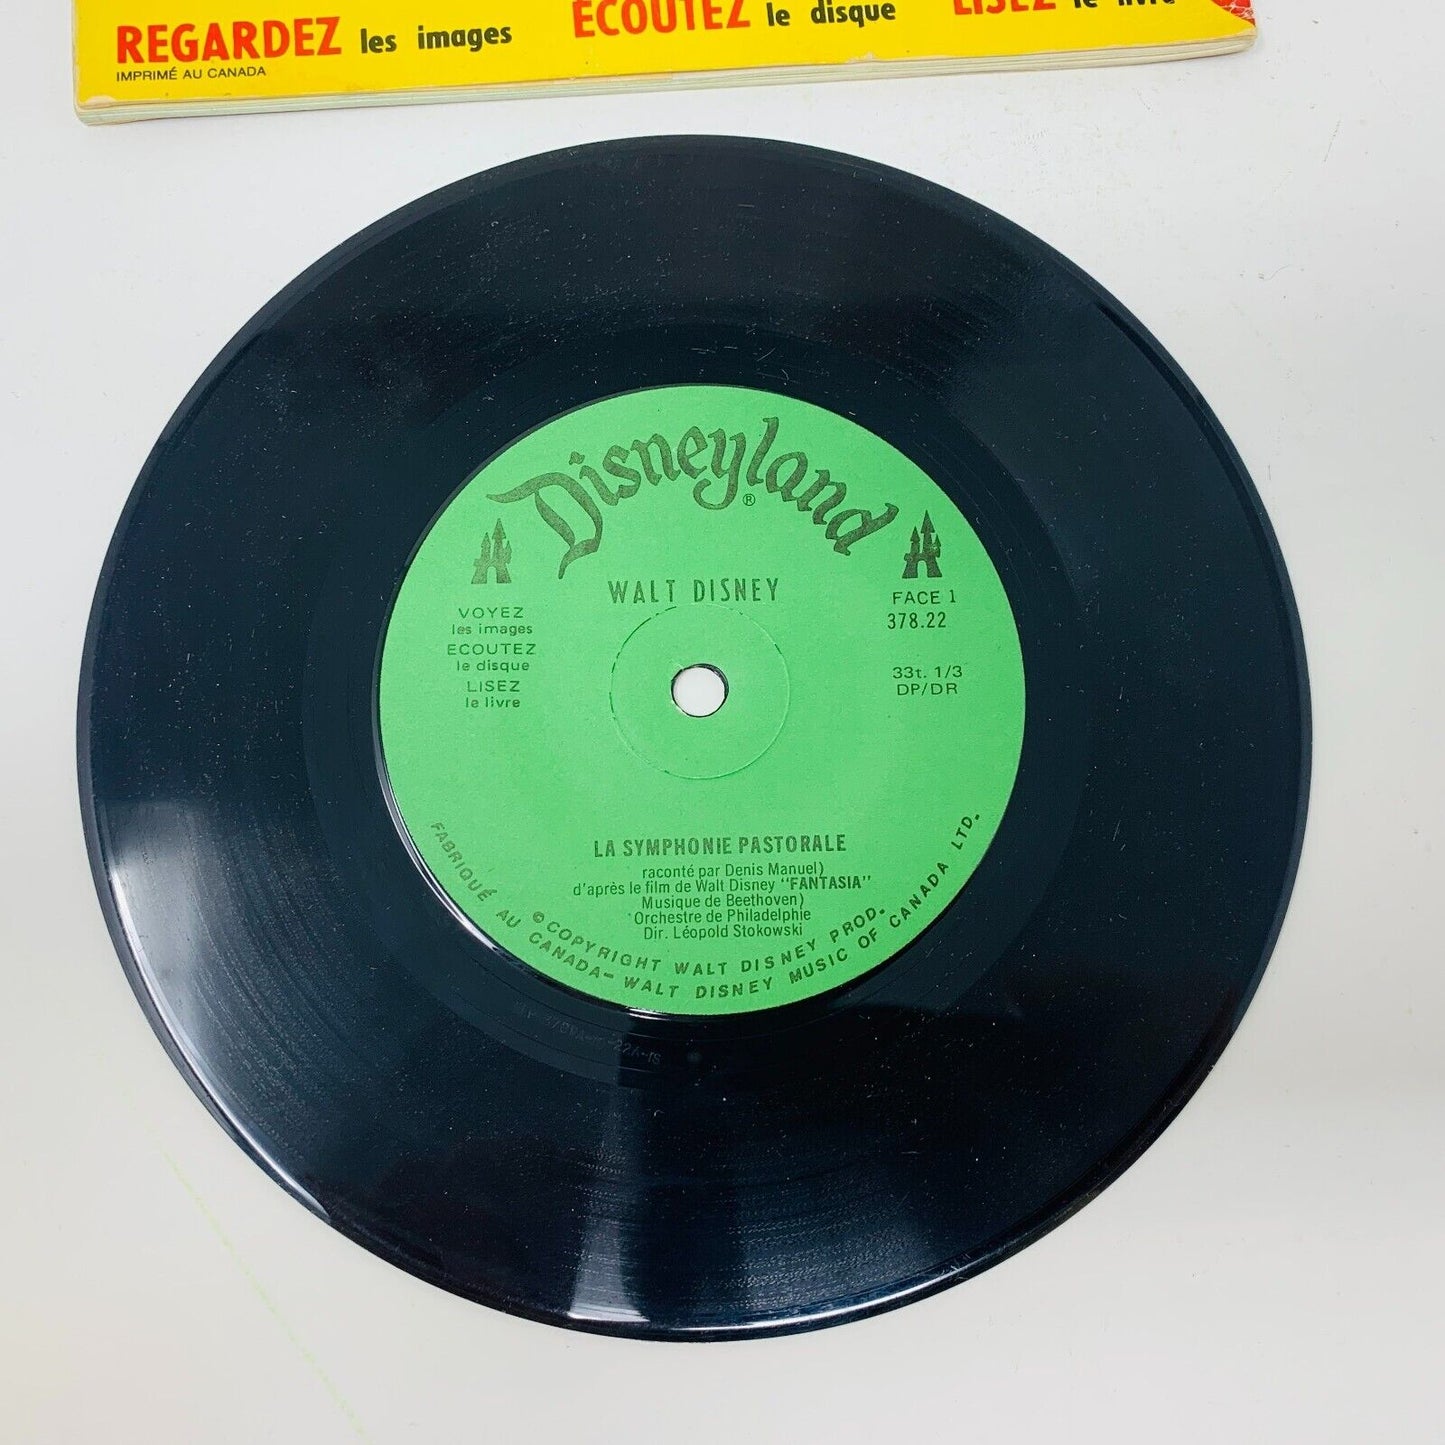 REGARDEZ les images ECOUTEZ le disque LISEZ le livre
IMPRIMÉ AU CANADA
Disneyland®
WALT DISNEY
VOYEZ
les images
ECOUTEZ
le disque
LISEZ
le livre
FACE 1
378.22
33t. 1/3
DP/DR
LA SYMPHONIE PASTORALE
raconté par Denis Manuel)
d'après le film de Walt Disney "FANTASIA"
Musique de Beethoven)
Orchestre de Philadelphie
Dir. Léopold Stokowski
©COPYRIGHT WALT DISNEY PROD.
FABRIQUÉ AU CANADA-WALT DISNEY MUSIC OF CANADA LTD.